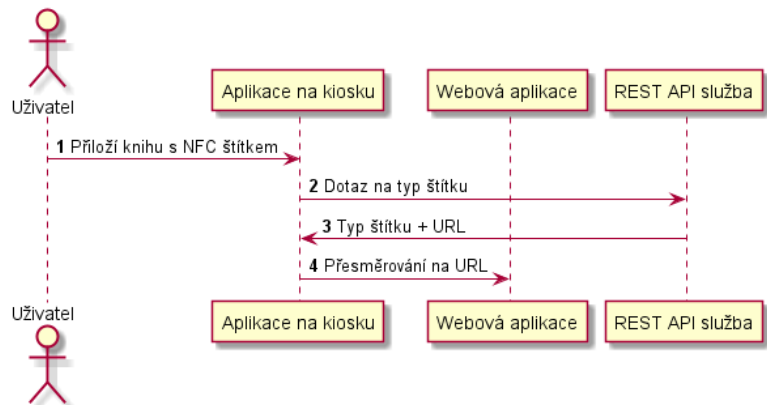 Aplikace na kiosku
Webová aplikace
REST API služba
Uživatel
1 Přiloží knihu s NFC štítkem
2 Dotaz na typ štítku
3 Typ štítku + URL
4 Přesměrování na URL
Uživatel
Aplikace na kiosku
Webová aplikace
REST API služba